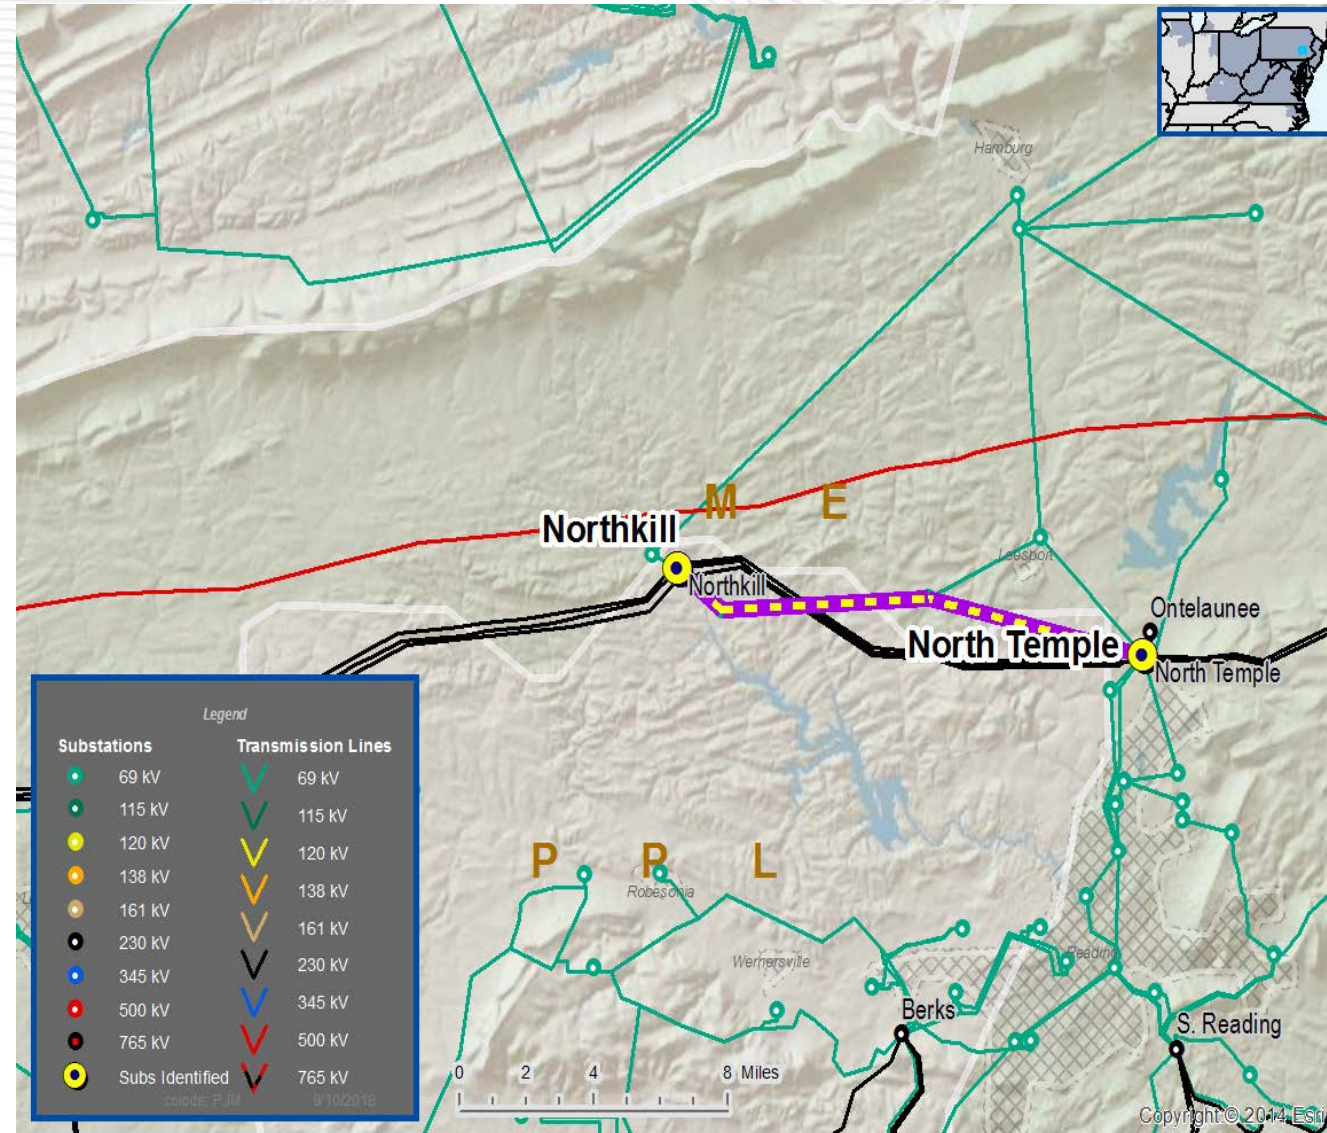 Hamburg
M E
Northkill
Northkill
Leesport
Ontelaunee
North Temple
North Temple
P P L
Robesonia
Wernersville
Reading
Berks
S. Reading
Legend
Substations
Transmission Lines
69 kV
69 kV
115 kV
115 kV
120 kV
120 kV
138 kV
138 kV
161 kV
161 kV
230 kV
230 kV
345 kV
345 kV
500 kV
500 kV
765 kV
765 kV
Subs Identified
9/10/2018
0 2 4 8 Miles
Copyright:© 2014 Esri